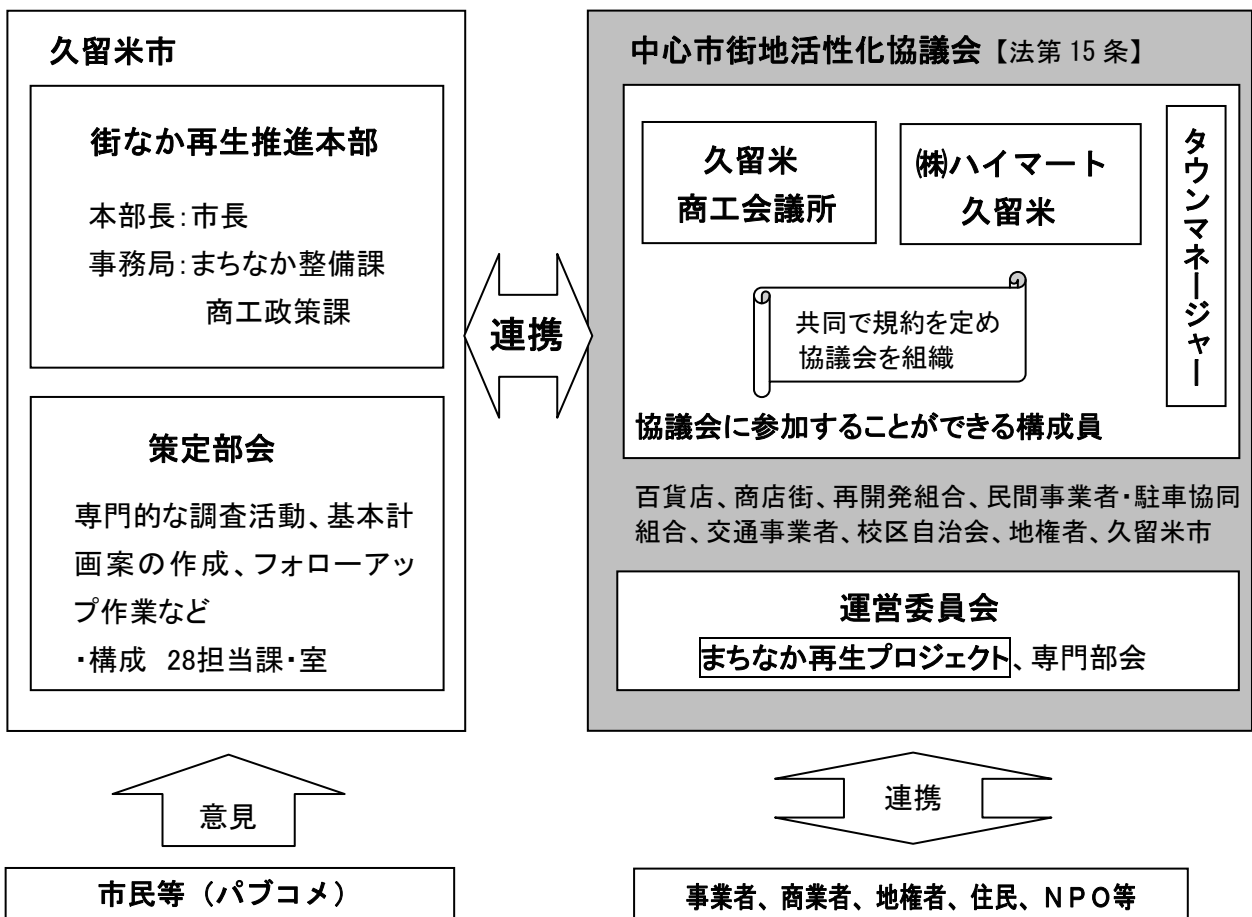 久留米市
街なか再生推進本部
本部長：市長
事務局：まちなか整備課
商工政策課
策定部会
専門的な調査活動、基本計
画案の作成、フォローアッ
プ作業など
・構成　28担当課・室
連携
中心市街地活性化協議会【法第 15 条】
久留米
商工会議所
㈱ハイマート
久留米
タウンマネージャー
共同で規約を定め
協議会を組織
協議会に参加することができる構成員
百貨店、商店街、再開発組合、民間事業者・駐車協同
組合、交通事業者、校区自治会、地権者、久留米市
運営委員会
まちなか再生プロジェクト、専門部会
意見
連携
市民等（パブコメ）
事業者、商業者、地権者、住民、ＮＰＯ等